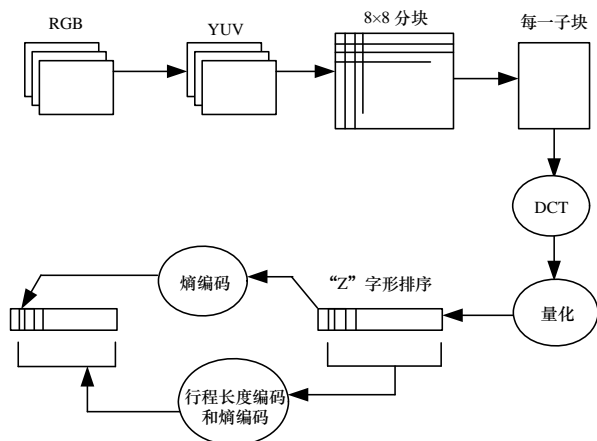 RGB
YUV
8×8 分块
每一子块
DCT
量化
“Z”字形排序
熵编码
行程长度编码
和熵编码